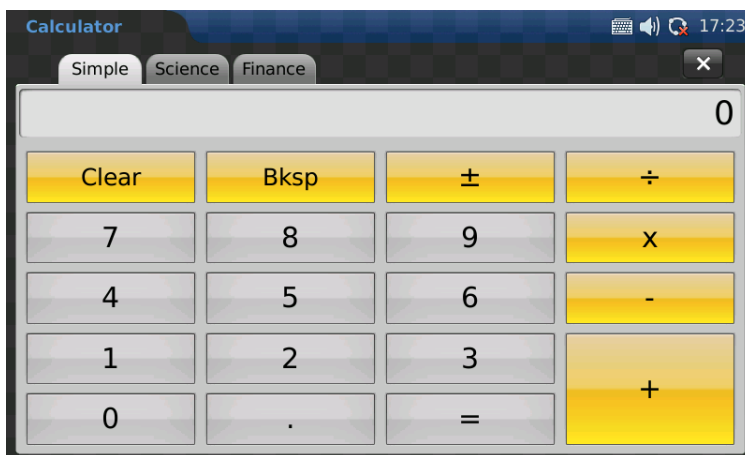 Calculator 17:23
Simple Science Finance ×
0
Clear Bksp ± ÷
7 8 9 x
4 5 6 -
1 2 3
+
0 . =